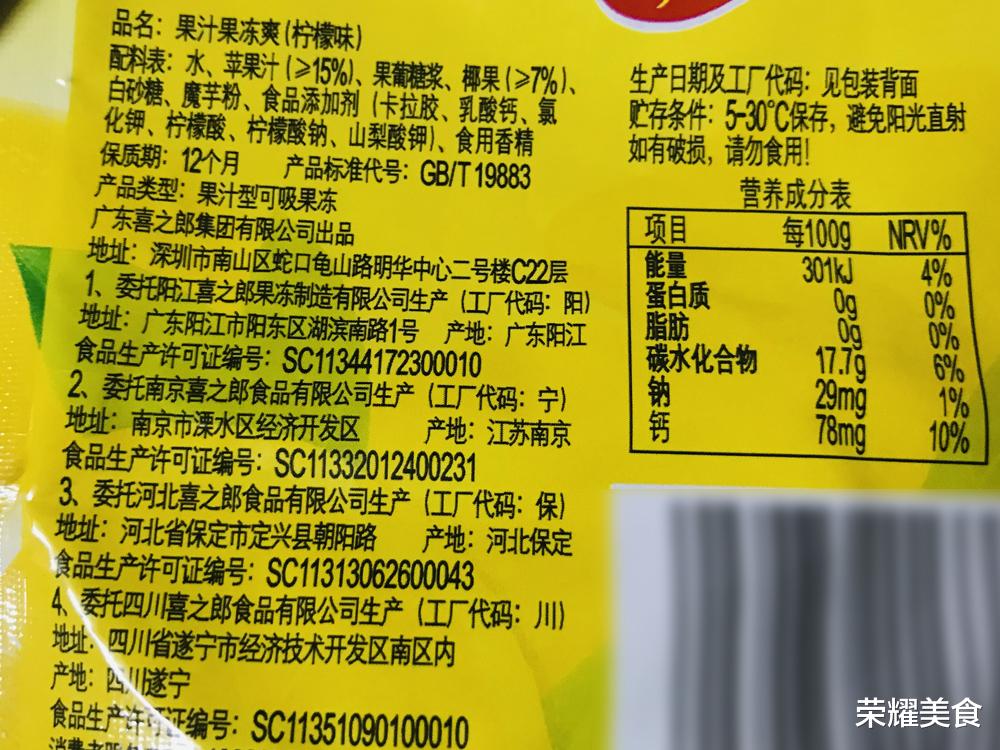 品名：果汁果冻爽(柠檬味)
配料表：水、苹果汁(≥15%)、果葡糖浆、椰果(≥7%)、
白砂糖、魔芋粉、食品添加剂（卡拉胶、乳酸钙、氯
化钾、柠檬酸、柠檬酸钠、山梨酸钾)、食用香精
保质期：12个月 产品标准代号：GB/T 19883
产品类型：果汁型可吸果冻
广东喜之郎集团有限公司出品
地址：深圳市南山区蛇口龟山路明华中心二号楼C22层
1、委托阳江喜之郎果冻制造有限公司生产（工厂代码：阳）
地址：广东阳江市阳东区湖滨南路1号 产地：广东阳江
食品生产许可证编号：SC11344172300010
2、委托南京喜之郎食品有限公司生产（工厂代码：宁）
地址：南京市溧水区经济开发区 产地：江苏南京
食品生产许可证编号：SC11332012400231
3、委托河北喜之郎食品有限公司生产（工厂代码：保）
地址：河北省保定市定兴县朝阳路 产地：河北保定
食品生产许可证编号：SC11313062600043
4、委托四川喜之郎食品有限公司生产（工厂代码：川）
地址：四川省遂宁市经济技术开发区南区内
产地：四川遂宁
食品生产许可证编号：SC11351090100010
生产日期及工厂代码：见包装背面
贮存条件：5-30°C保存，避免阳光直射
如有破损，请勿食用！
营养成分表
项目 每100g NRV%
能量 301kJ 4%
蛋白质 0g 0%
脂肪 0g 0%
碳水化合物 17.7g 6%
钠 29mg 1%
钙 78mg 10%
荣耀美食